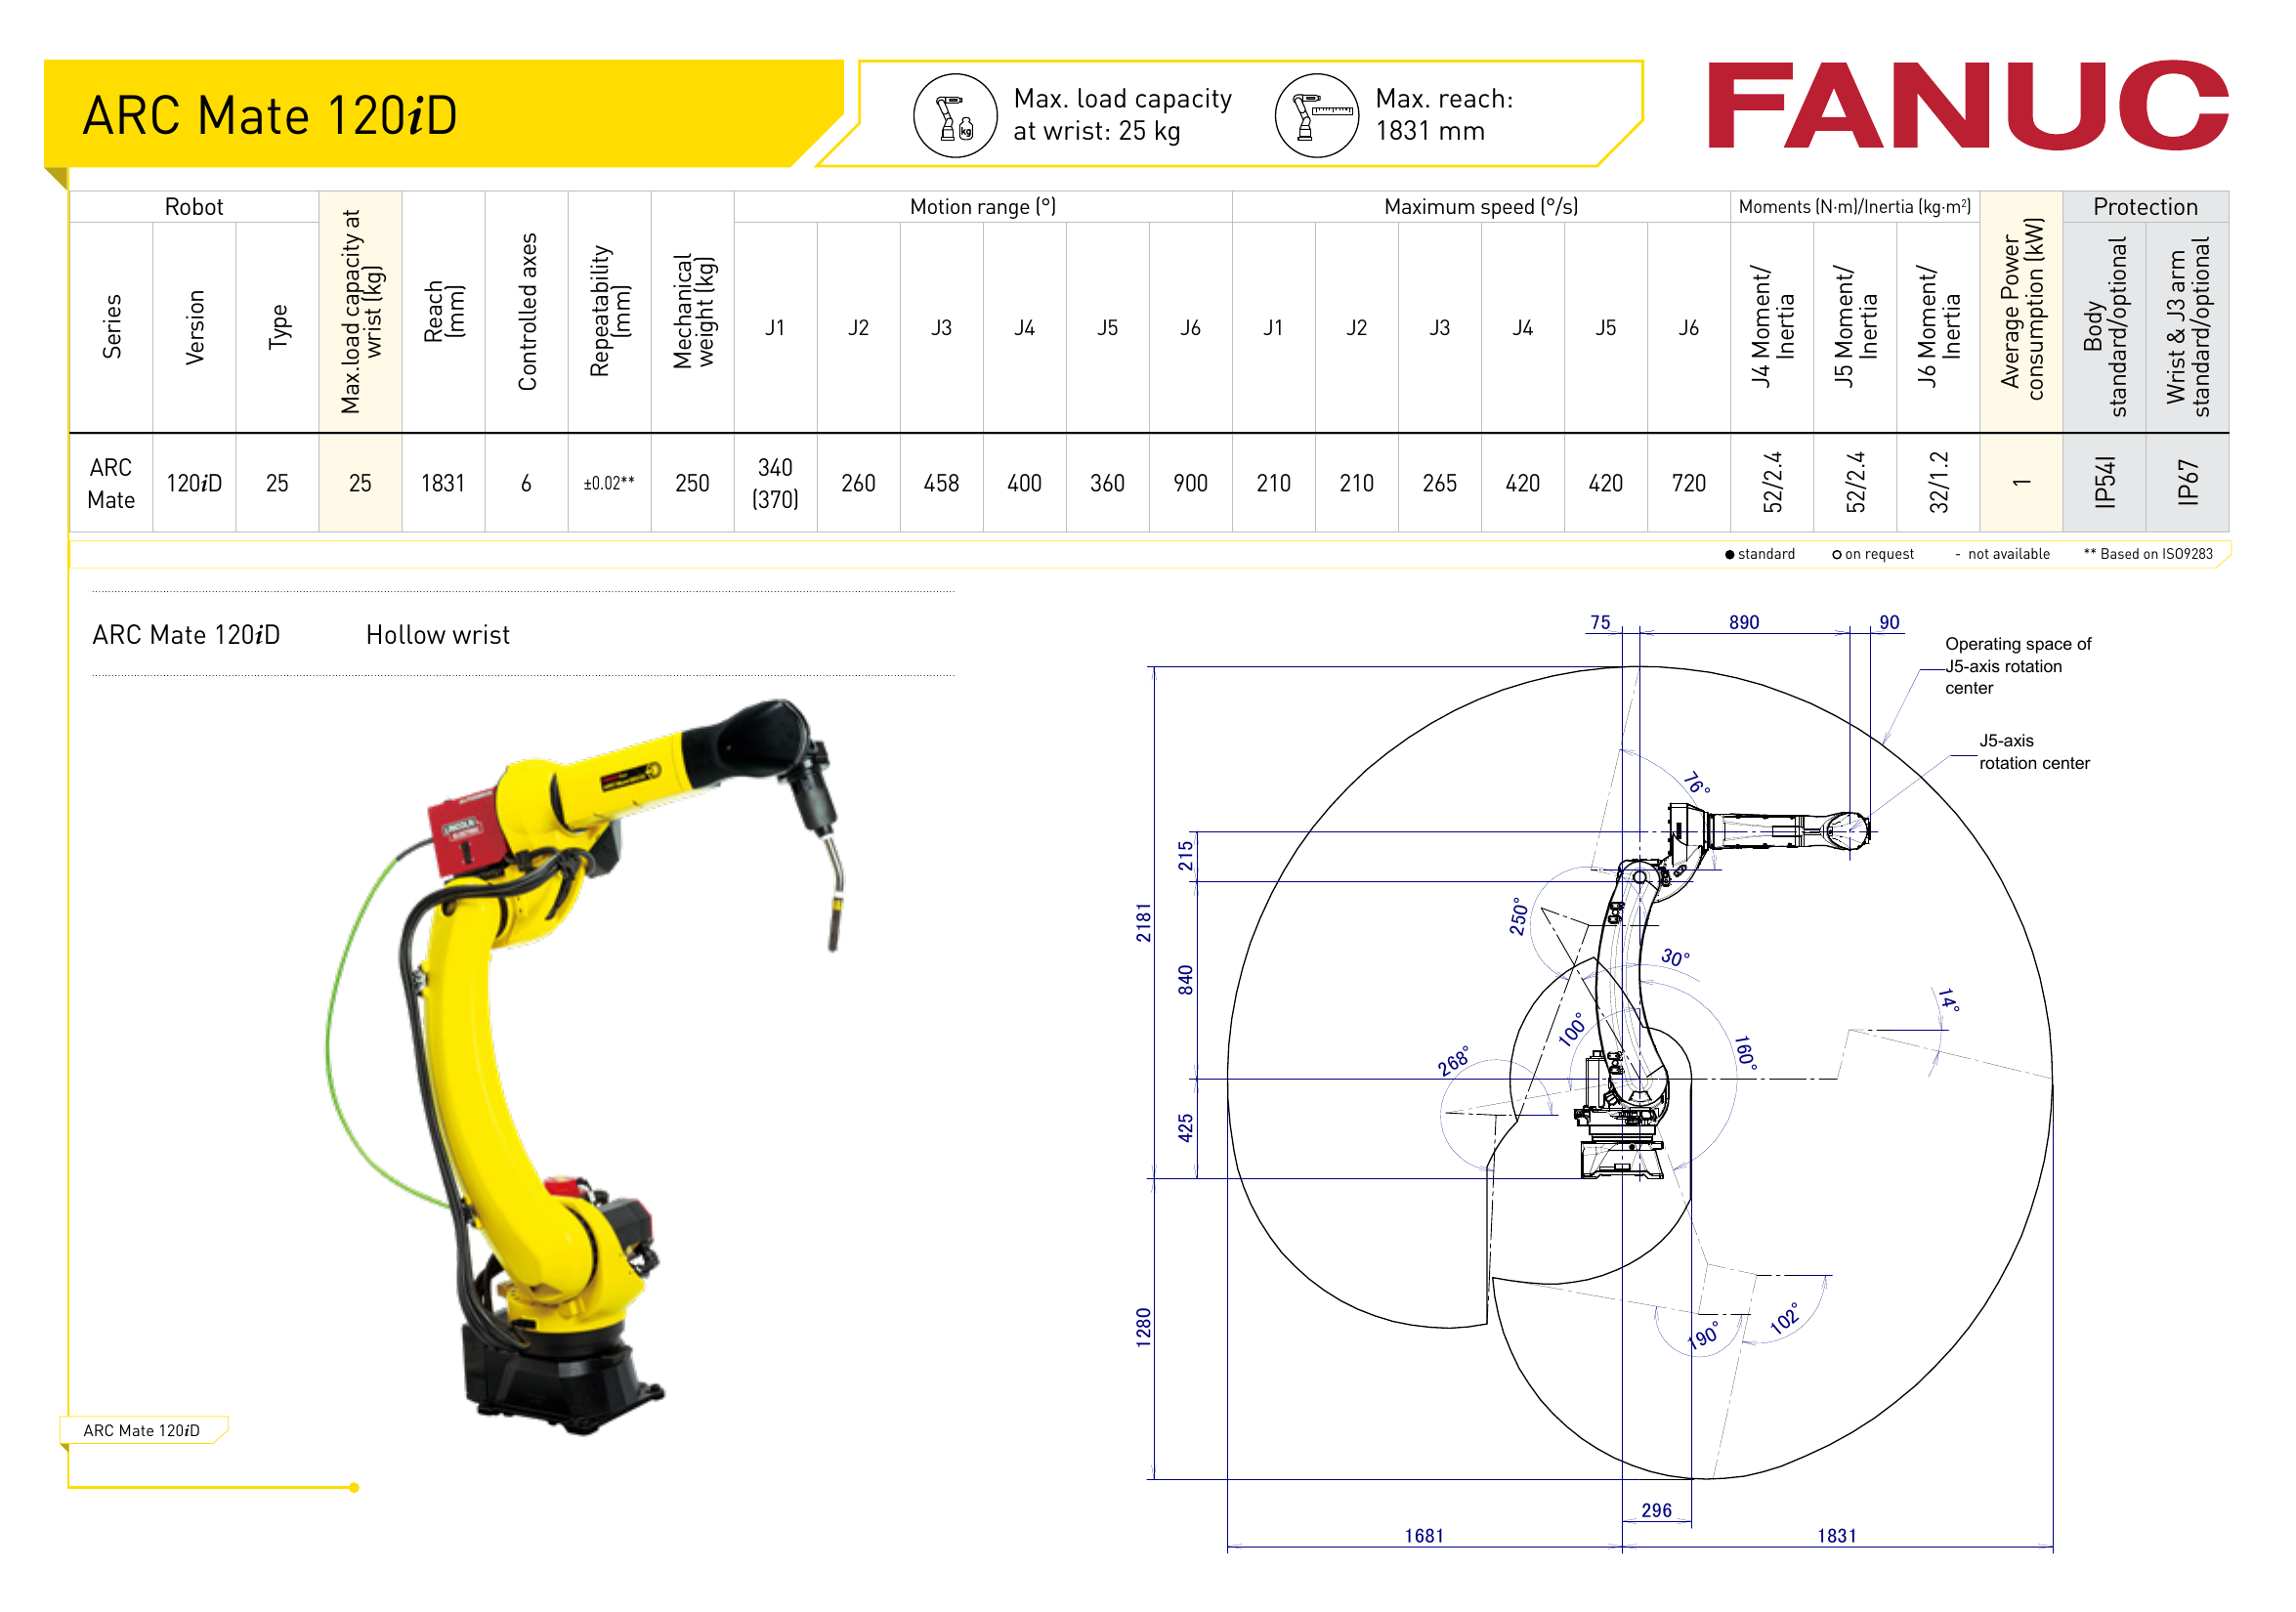 ARC Mate 120iD
Max. load capacity
at wrist: 25 kg
kg
Max. reach:
1831 mm
FANUC
Robot
Motion range (°)
Maximum speed (°/s)
Moments (N·m)/Inertia (kg·m²)
Protection
Series
Version
Type
Max.load capacity at
wrist (kg)
Reach
(mm)
Controlled axes
Repeatability
(mm)
Mechanical
weight (kg)
J1
J2
J3
J4
J5
J6
J1
J2
J3
J4
J5
J6
J4 Moment/
Inertia
J5 Moment/
Inertia
J6 Moment/
Inertia
Average Power
consumption (kW)
Body
standard/optional
Wrist & J3 arm
standard/optional
ARC
Mate
120iD
25
25
1831
6
±0.02**
250
340
(370)
260
458
400
360
900
210
210
265
420
420
720
52/2.4
52/2.4
32/1.2
1
IP54I
IP67
standard
on request
- not available
** Based on ISO9283
ARC Mate 120iD Hollow wrist
LINCOLN
ELECTRIC
75
890
90
Operating space of
J5-axis rotation
center
J5-axis
rotation center
76°
215
2181
250°
840
30°
14°
100°
160°
268°
425
1280
190°
102°
296
1681
1831
ARC Mate 120iD